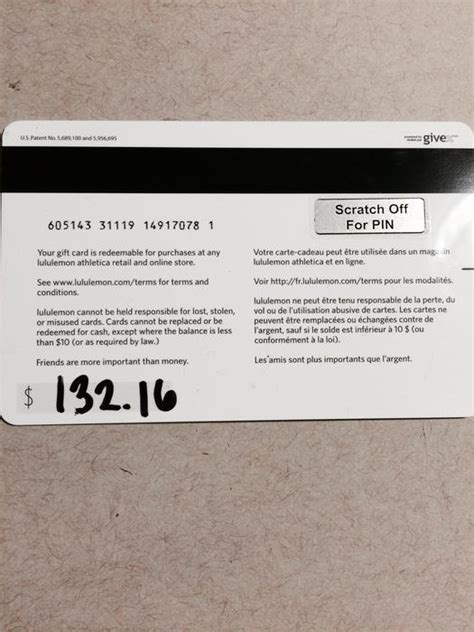 U.S. Patent No. 5,689,100 and 5,956,695
give
605143 31119 14917078 1
Scratch Off
For PIN
Your gift card is redeemable for purchases at any
lululemon athletica retail and online store.
See www.lululemon.com/terms for terms and
conditions.
lululemon cannot be held responsible for lost, stolen,
or misused cards. Cards cannot be replaced or be
redeemed for cash, except where the balance is less
than $10 (or as required by law.)
Friends are more important than money.
Votre carte-cadeau peut être utilisée dans un magasin
lululemon athletica et en ligne.
Voir http://fr.lululemon.com/terms pour les modalités.
lululemon ne peut être tenu responsable de la perte, du
vol ou de l'utilisation abusive de cartes. Les cartes ne
peuvent être remplacées ou échangées contre de
l'argent, sauf si le solde est inférieur à 10 $ (ou
conformément à la loi).
Les amis sont plus importants que l'argent.
$ 132.16